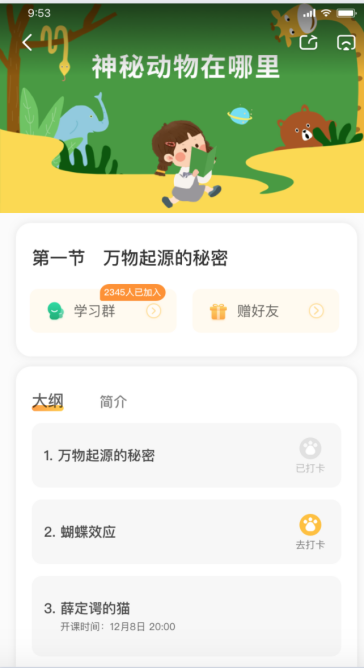 9:53
神秘动物在哪里
第一节 万物起源的秘密
2345人已加入
学习群
赠好友
大纲
简介
1. 万物起源的秘密
已打卡
2. 蝴蝶效应
去打卡
3. 薛定谔的猫
开课时间：12月8日 20:00